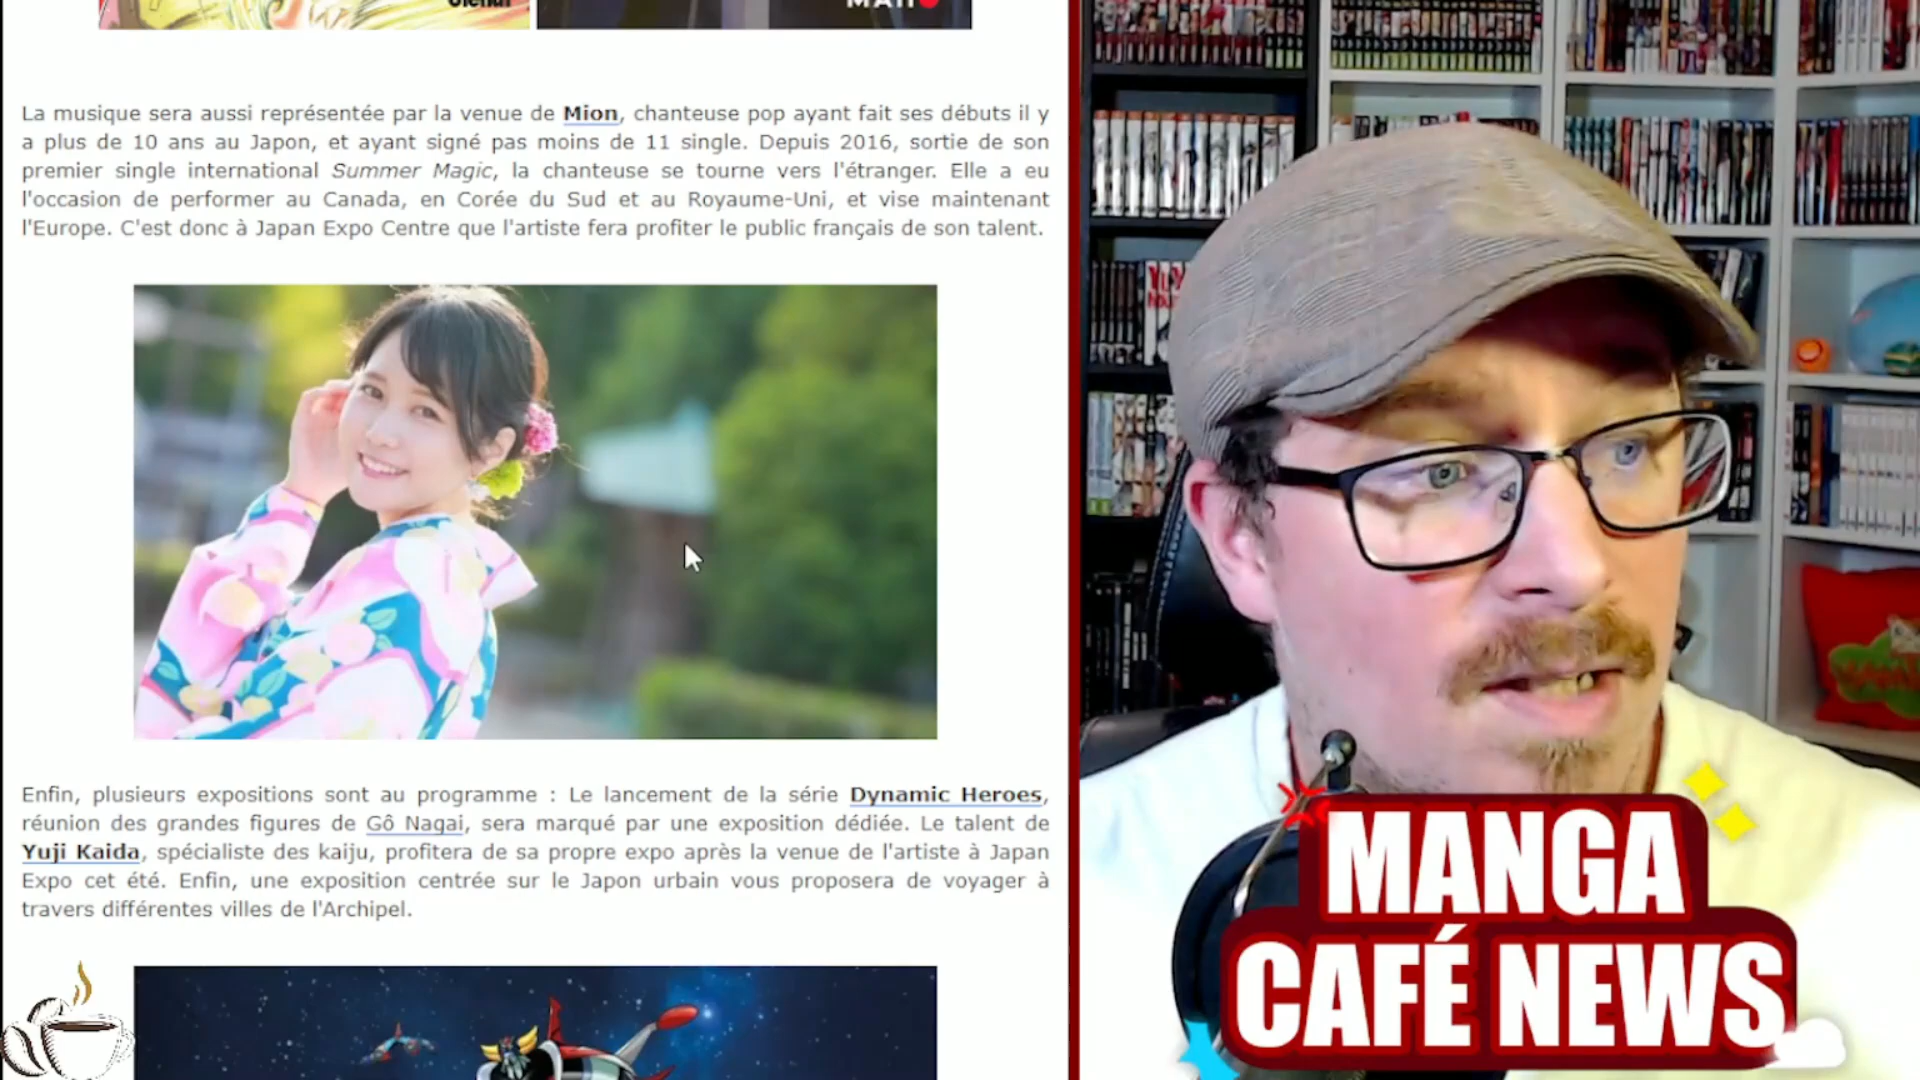 Glénat
La musique sera aussi représentée par la venue de Mion, chanteuse pop ayant fait ses débuts il y
a plus de 10 ans au Japon, et ayant signé pas moins de 11 single. Depuis 2016, sortie de son
premier single international Summer Magic, la chanteuse se tourne vers l'étranger. Elle a eu
l'occasion de performer au Canada, en Corée du Sud et au Royaume-Uni, et vise maintenant
l'Europe. C'est donc à Japan Expo Centre que l'artiste fera profiter le public français de son talent.
Enfin, plusieurs expositions sont au programme : Le lancement de la série Dynamic Heroes,
réunion des grandes figures de Gô Nagai, sera marqué par une exposition dédiée. Le talent de
Yuji Kaida, spécialiste des kaiju, profitera de sa propre expo après la venue de l'artiste à Japan
Expo cet été. Enfin, une exposition centrée sur le Japon urbain vous proposera de voyager à
travers différentes villes de l'Archipel.
MANGA
CAFÉ NEWS